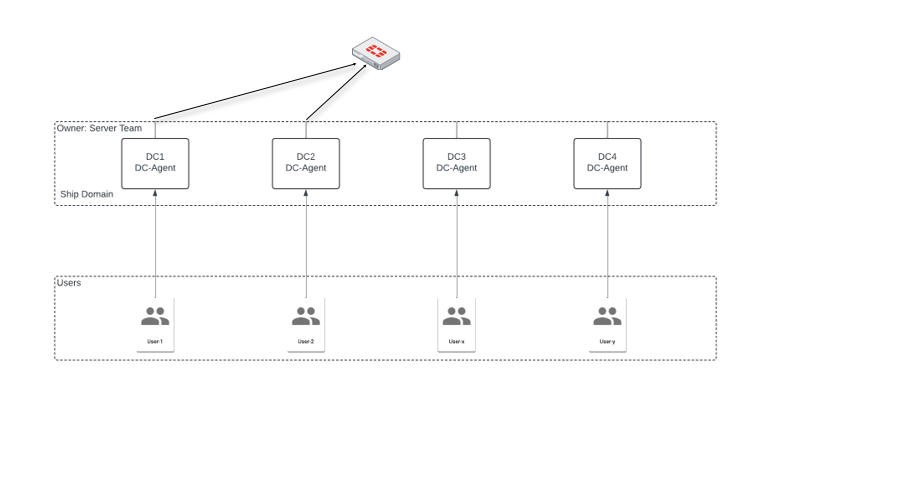 Owner: Server Team
DC1
DC-Agent
DC2
DC-Agent
DC3
DC-Agent
DC4
DC-Agent
Ship Domain
Users
User-1
User-2
User-x
User-y